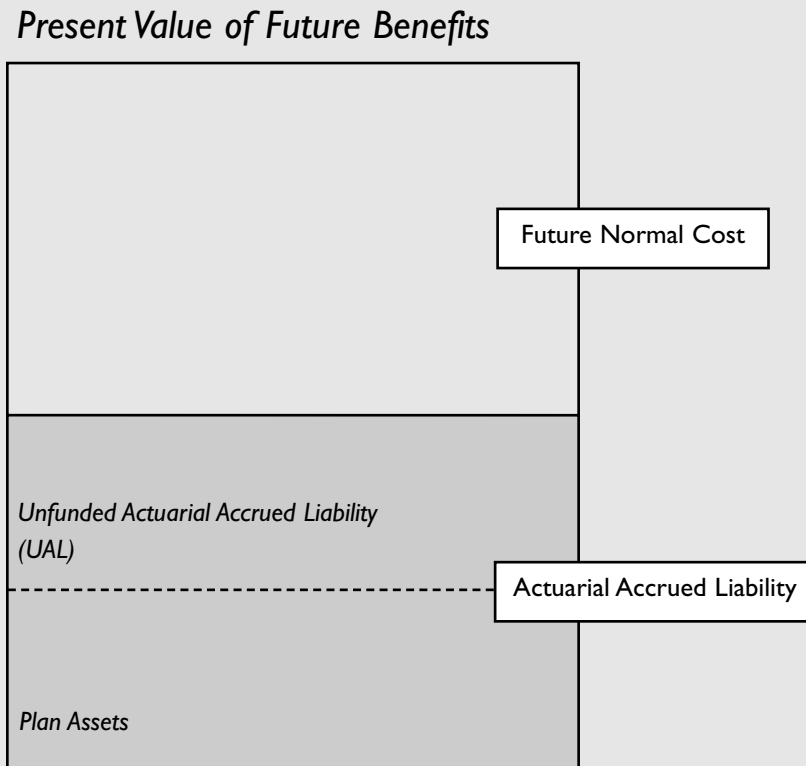 Present Value of Future Benefits
Future Normal Cost
Unfunded Actuarial Accrued Liability
(UAL)
Actuarial Accrued Liability
Plan Assets